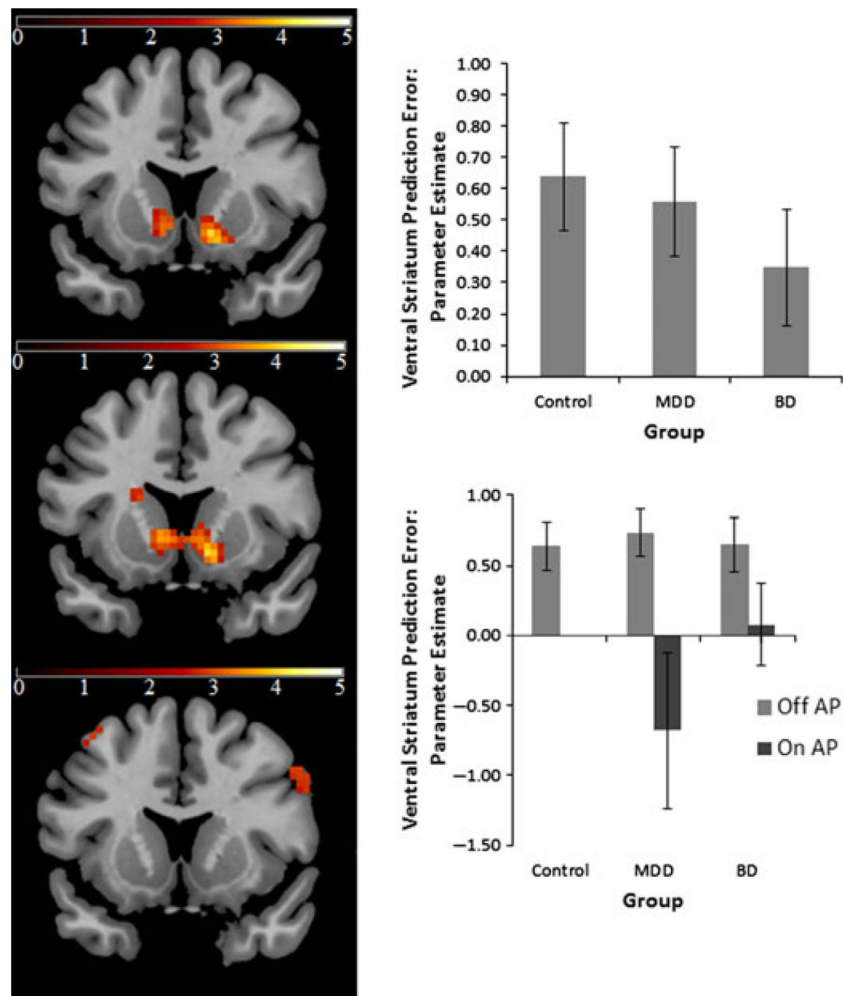 0 1 2 3 4 5
0 1 2 3 4 5
0 1 2 3 4 5
Ventral Striatum Prediction Error:
Parameter Estimate
1.00
0.90
0.80
0.70
0.60
0.50
0.40
0.30
0.20
0.10
0.00
Control MDD BD
Group
Ventral Striatum Prediction Error:
Parameter Estimate
1.00
0.50
0.00
−0.50
−1.00
−1.50
Off AP
On AP
Control MDD BD
Group